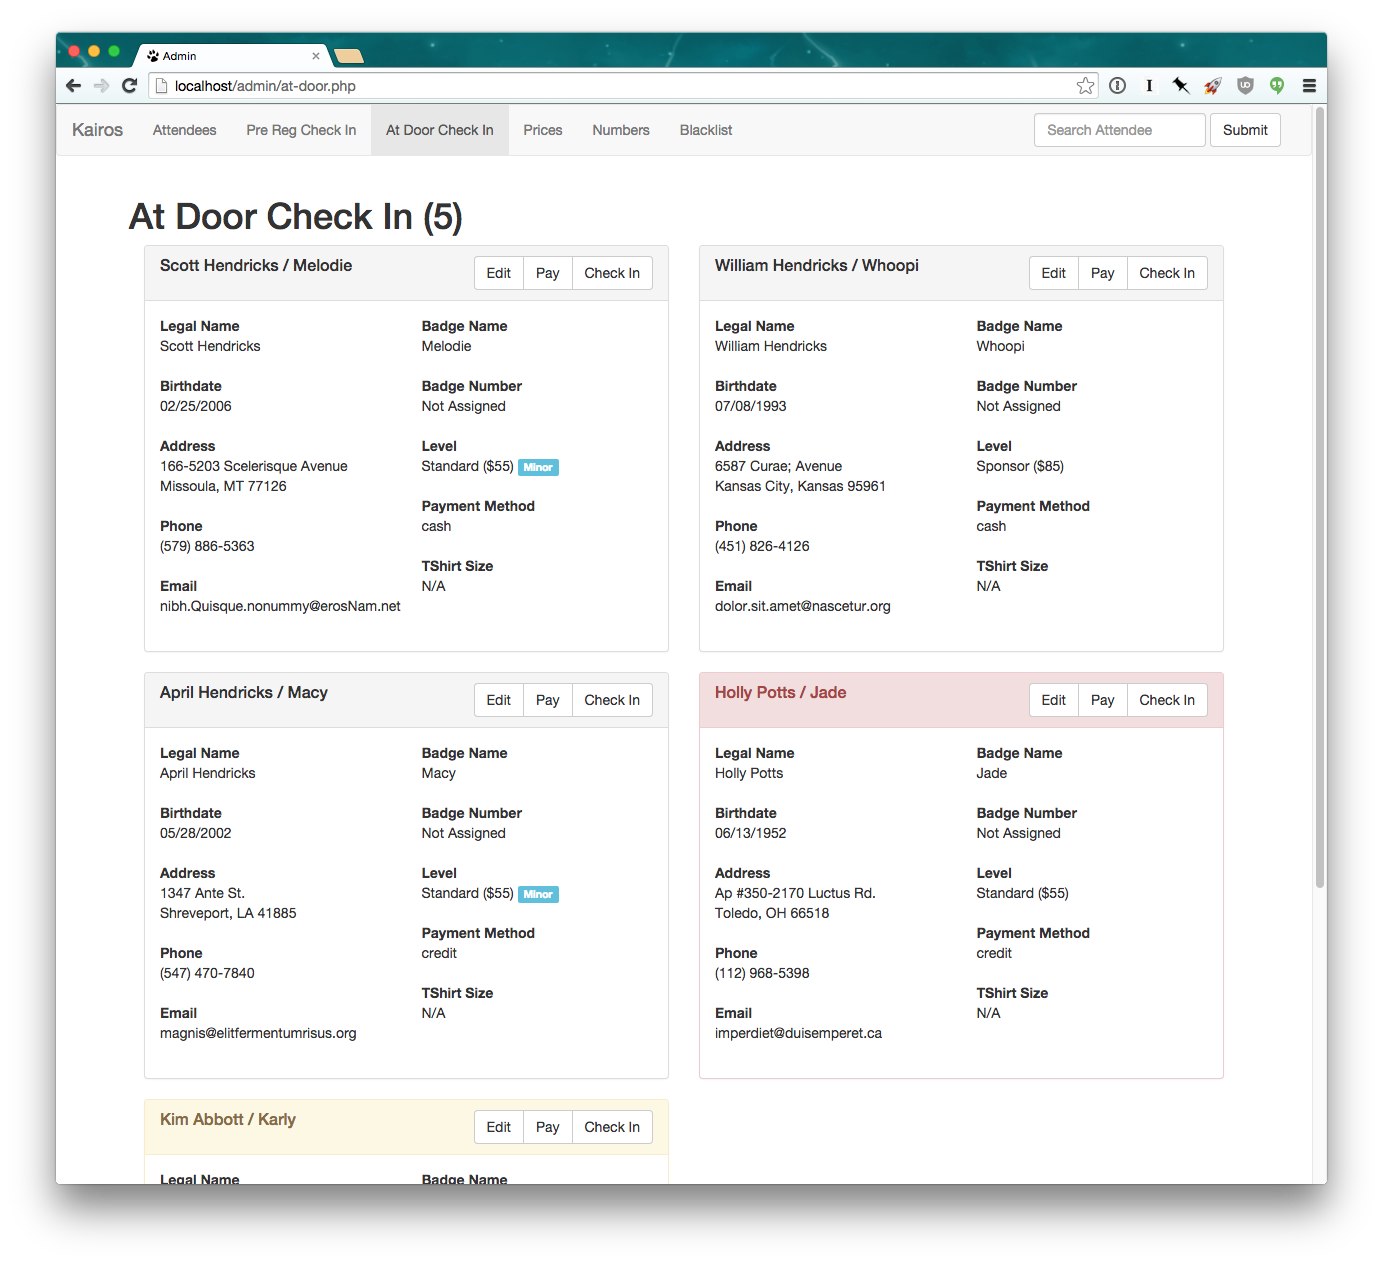 Admin
localhost/admin/at-door.php
Kairos Attendees Pre Reg Check In At Door Check In Prices Numbers Blacklist Search Attendee Submit
At Door Check In (5)
Scott Hendricks / Melodie Edit Pay Check In
Legal Name
Scott Hendricks
Birthdate
02/25/2006
Address
166-5203 Scelerisque Avenue
Missoula, MT 77126
Phone
(579) 886-5363
Email
nibh.Quisque.nonummy@erosNam.net
Badge Name
Melodie
Badge Number
Not Assigned
Level
Standard ($55) Minor
Payment Method
cash
TShirt Size
N/A
William Hendricks / Whoopi Edit Pay Check In
Legal Name
William Hendricks
Birthdate
07/08/1993
Address
6587 Curae; Avenue
Kansas City, Kansas 95961
Phone
(451) 826-4126
Email
dolor.sit.amet@nascetur.org
Badge Name
Whoopi
Badge Number
Not Assigned
Level
Sponsor ($85)
Payment Method
cash
TShirt Size
N/A
April Hendricks / Macy Edit Pay Check In
Legal Name
April Hendricks
Birthdate
05/28/2002
Address
1347 Ante St.
Shreveport, LA 41885
Phone
(547) 470-7840
Email
magnis@elitfermentumrisus.org
Badge Name
Macy
Badge Number
Not Assigned
Level
Standard ($55) Minor
Payment Method
credit
TShirt Size
N/A
Holly Potts / Jade Edit Pay Check In
Legal Name
Holly Potts
Birthdate
06/13/1952
Address
Ap #350-2170 Luctus Rd.
Toledo, OH 66518
Phone
(112) 968-5398
Email
imperdiet@duisemperet.ca
Badge Name
Jade
Badge Number
Not Assigned
Level
Standard ($55)
Payment Method
credit
TShirt Size
N/A
Kim Abbott / Karly Edit Pay Check In
Legal Name
Badge Name